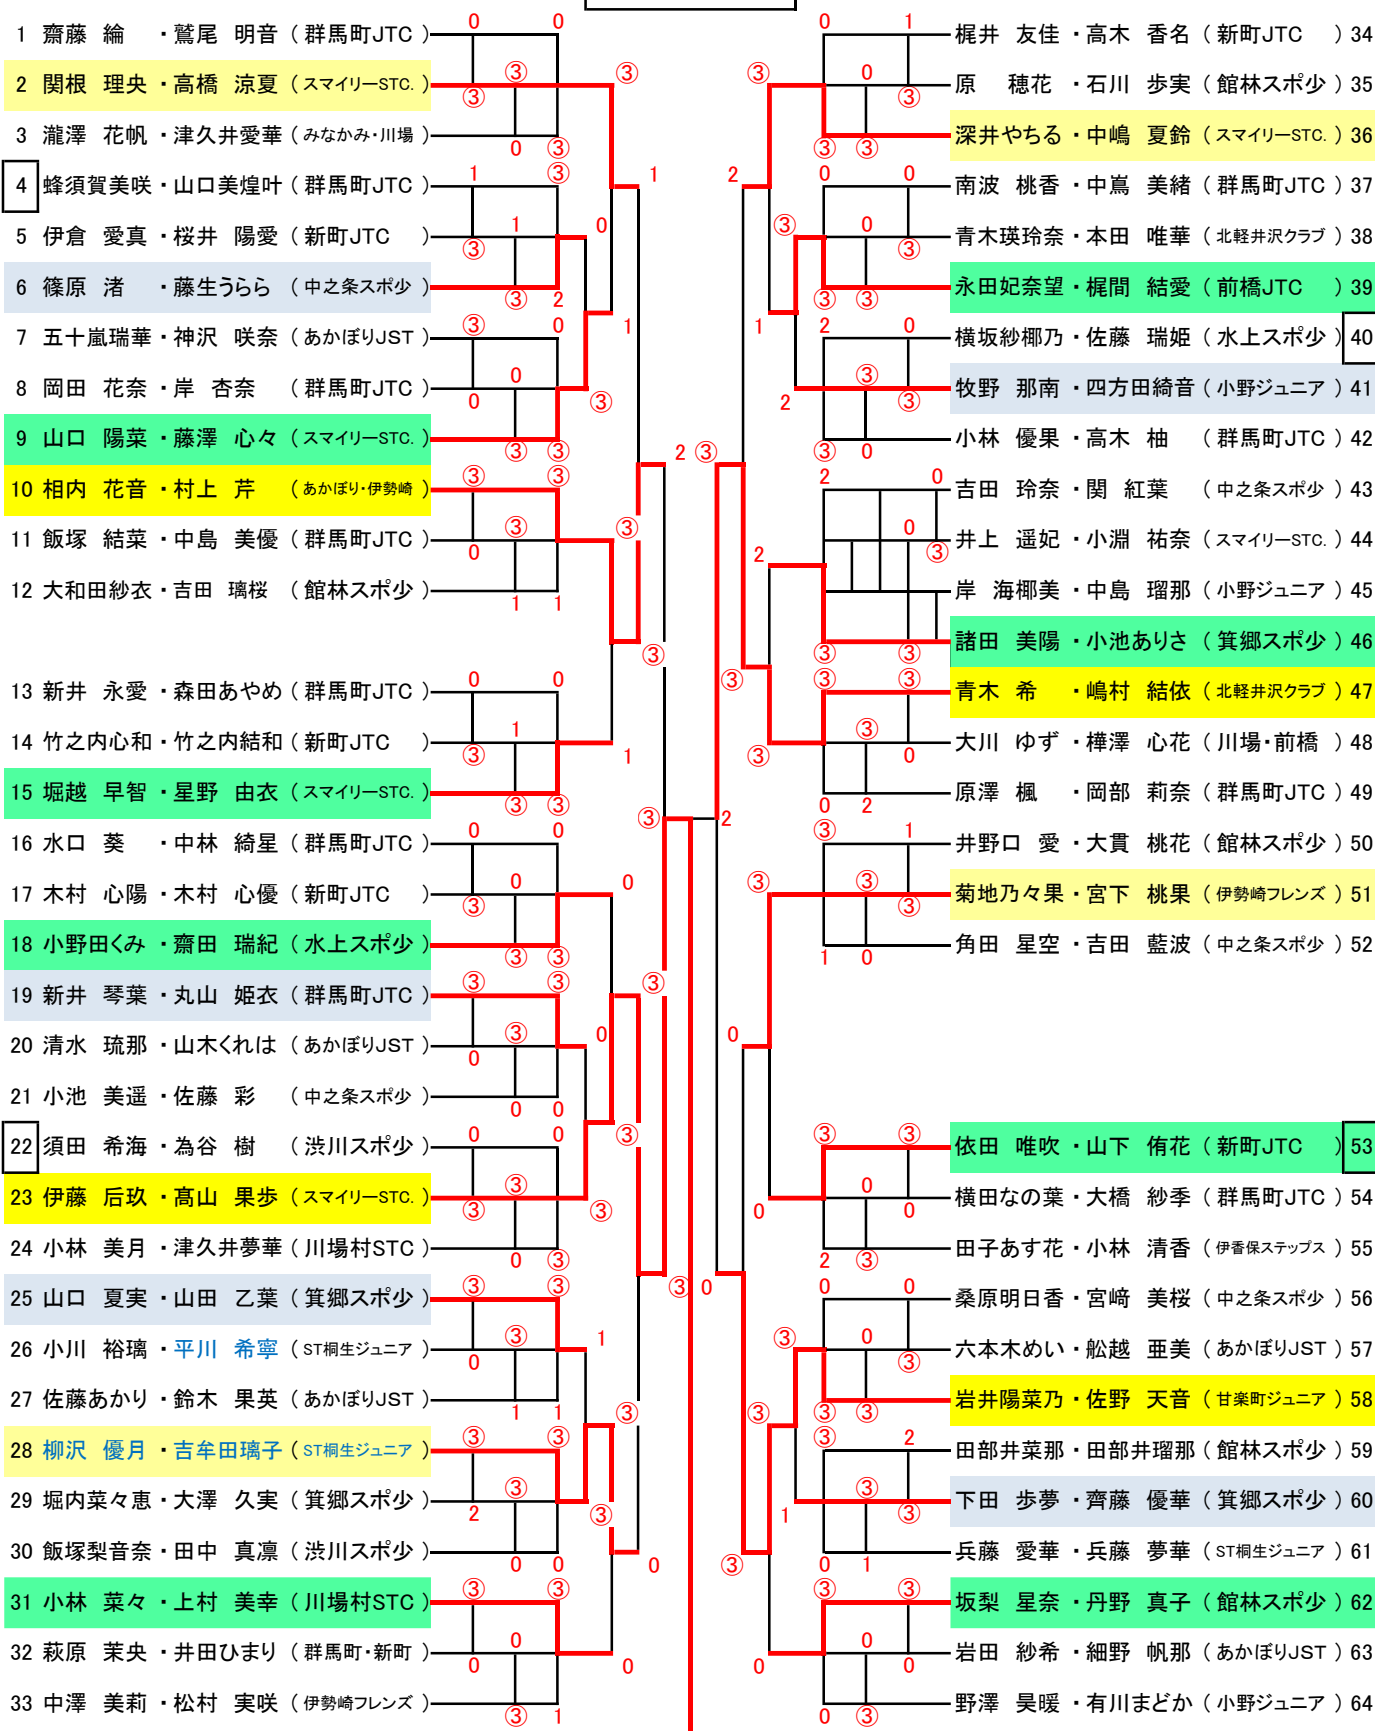 1 齋藤 綸 ・鷲尾 明音 ( 群馬町JTC )
2 関根 理央 ・高橋 涼夏 ( スマイリーSTC. )
3 瀧澤 花帆 ・津久井愛華 ( みなかみ・川場 )
4 蜂須賀美咲 ・山口美煌叶 ( 群馬町JTC )
5 伊倉 愛真 ・桜井 陽愛 ( 新町JTC )
6 篠原 渚 ・藤生うらら ( 中之条スポ少 )
7 五十嵐瑞華 ・神沢 咲奈 ( あかぼりJST )
8 岡田 花奈 ・岸 杏奈 ( 群馬町JTC )
9 山口 陽菜 ・藤澤 心々 ( スマイリーSTC. )
10 相内 花音 ・村上 芹 ( あかぼり・伊勢崎 )
11 飯塚 結菜 ・中島 美優 ( 群馬町JTC )
12 大和田紗衣 ・吉田 璃桜 ( 館林スポ少 )
13 新井 永愛 ・森田あやめ ( 群馬町JTC )
14 竹之内心和 ・竹之内結和 ( 新町JTC )
15 堀越 早智 ・星野 由衣 ( スマイリーSTC. )
16 水口 葵 ・中林 綺星 ( 群馬町JTC )
17 木村 心陽 ・木村 心優 ( 新町JTC )
18 小野田くみ ・齋田 瑞紀 ( 水上スポ少 )
19 新井 琴葉 ・丸山 姫衣 ( 群馬町JTC )
20 清水 琉那 ・山木くれは ( あかぼりJST )
21 小池 美遥 ・佐藤 彩 ( 中之条スポ少 )
22 須田 希海 ・為谷 樹 ( 渋川スポ少 )
23 伊藤 后玖 ・髙山 果歩 ( スマイリーSTC. )
24 小林 美月 ・津久井夢華 ( 川場村STC )
25 山口 夏実 ・山田 乙葉 ( 箕郷スポ少 )
26 小川 裕璃 ・平川 希寧 ( ST桐生ジュニア )
27 佐藤あかり ・鈴木 果英 ( あかぼりJST )
28 柳沢 優月 ・吉牟田璃子 ( ST桐生ジュニア )
29 堀内菜々恵 ・大澤 久実 ( 箕郷スポ少 )
30 飯塚梨音奈 ・田中 真凛 ( 渋川スポ少 )
31 小林 菜々 ・上村 美幸 ( 川場村STC )
32 萩原 茉央 ・井田ひまり ( 群馬町・新町 )
33 中澤 美莉 ・松村 実咲 ( 伊勢崎フレンズ )
梶井 友佳 ・高木 香名 ( 新町JTC ) 34
原 穂花 ・石川 歩実 ( 館林スポ少 ) 35
深井やちる ・中嶋 夏鈴 ( スマイリーSTC. ) 36
南波 桃香 ・中嶌 美緒 ( 群馬町JTC ) 37
青木瑛玲奈 ・本田 唯華 ( 北軽井沢クラブ ) 38
永田妃奈望 ・梶間 結愛 ( 前橋JTC ) 39
横坂紗椰乃 ・佐藤 瑞姫 ( 水上スポ少 ) 40
牧野 那南 ・四方田綺音 ( 小野ジュニア ) 41
小林 優果 ・高木 柚 ( 群馬町JTC ) 42
吉田 玲奈 ・関 紅葉 ( 中之条スポ少 ) 43
井上 遥妃 ・小淵 祐奈 ( スマイリーSTC. ) 44
岸 海椰美 ・中島 瑠那 ( 小野ジュニア ) 45
諸田 美陽 ・小池ありさ ( 箕郷スポ少 ) 46
青木 希 ・嶋村 結依 ( 北軽井沢クラブ ) 47
大川 ゆず ・樺澤 心花 ( 川場・前橋 ) 48
原澤 楓 ・岡部 莉奈 ( 群馬町JTC ) 49
井野口 愛 ・大貫 桃花 ( 館林スポ少 ) 50
菊地乃々果 ・宮下 桃果 ( 伊勢崎フレンズ ) 51
角田 星空 ・吉田 藍波 ( 中之条スポ少 ) 52
依田 唯吹 ・山下 侑花 ( 新町JTC ) 53
横田なの葉 ・大橋 紗季 ( 群馬町JTC ) 54
田子あす花 ・小林 清香 ( 伊香保ステップス ) 55
桑原明日香 ・宮﨑 美桜 ( 中之条スポ少 ) 56
六本木めい ・船越 亜美 ( あかぼりJST ) 57
岩井陽菜乃 ・佐野 天音 ( 甘楽町ジュニア ) 58
田部井菜那 ・田部井瑠那 ( 館林スポ少 ) 59
下田 歩夢 ・齊藤 優華 ( 箕郷スポ少 ) 60
兵藤 愛華 ・兵藤 夢華 ( ST桐生ジュニア ) 61
坂梨 星奈 ・丹野 真子 ( 館林スポ少 ) 62
岩田 紗希 ・細野 帆那 ( あかぼりJST ) 63
野澤 昊暖 ・有川まどか ( 小野ジュニア ) 64